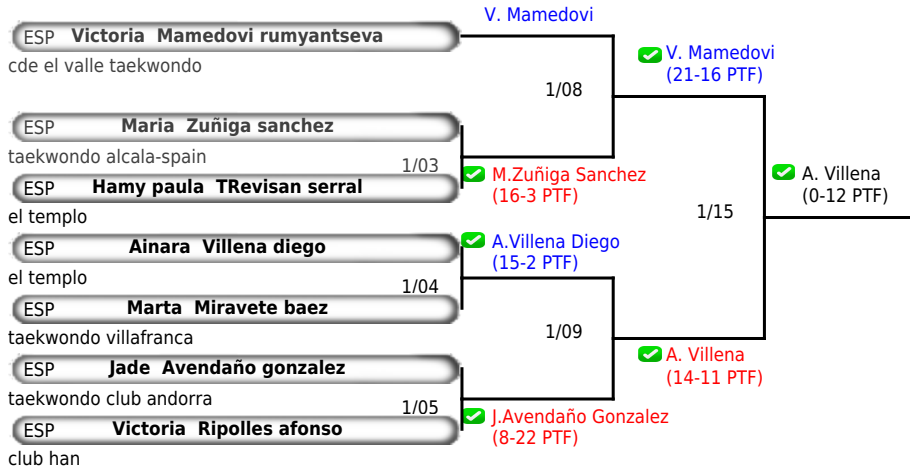 V. Mamedovi
ESP Victoria Mamedovi rumyantseva
cde el valle taekwondo
V. Mamedovi
(21-16 PTF)
1/08
ESP Maria Zuñiga sanchez
taekwondo alcala-spain
1/03
M.Zuñiga Sanchez
(16-3 PTF)
ESP Hamy paula TRevisan serral
el templo
A. Villena
(0-12 PTF)
1/15
ESP Ainara Villena diego
el templo
A.Villena Diego
(15-2 PTF)
1/04
ESP Marta Miravete baez
taekwondo villafranca
1/09
A. Villena
(14-11 PTF)
ESP Jade Avendaño gonzalez
taekwondo club andorra
1/05
J.Avendaño Gonzalez
(8-22 PTF)
ESP Victoria Ripolles afonso
club han